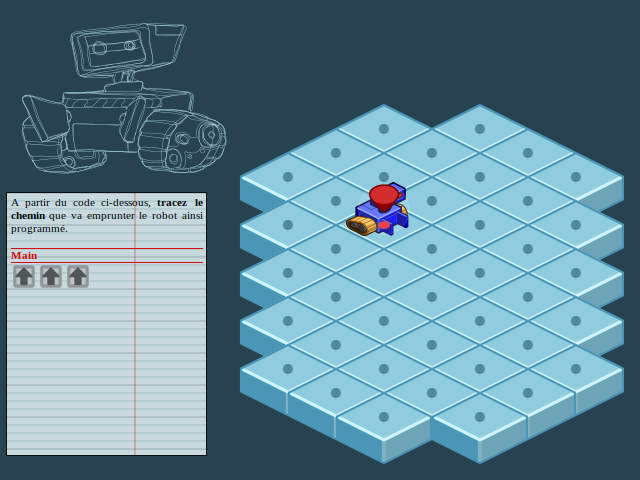 A partir du code ci-dessous, tracez le
chemin que va emprunter le robot ainsi
programmé.
Main